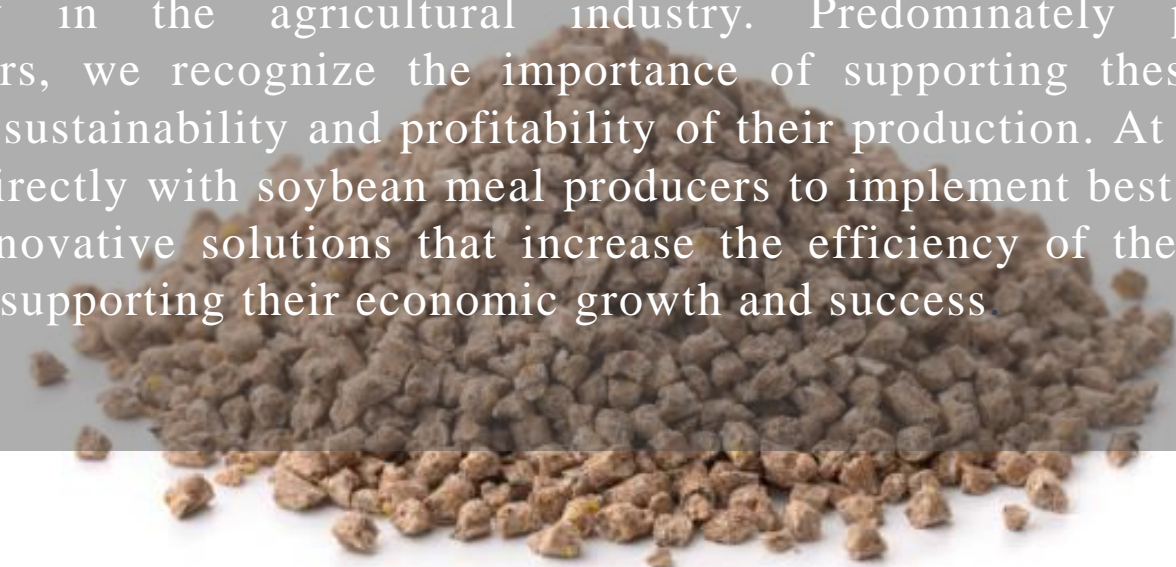 in the agricultural industry. Predominately
rs, we recognize the importance of supporting thes
sustainability and profitability of their production. At
irectly with soybean meal producers to implement best
novative solutions that increase the efficiency of the
supporting their economic growth and success.